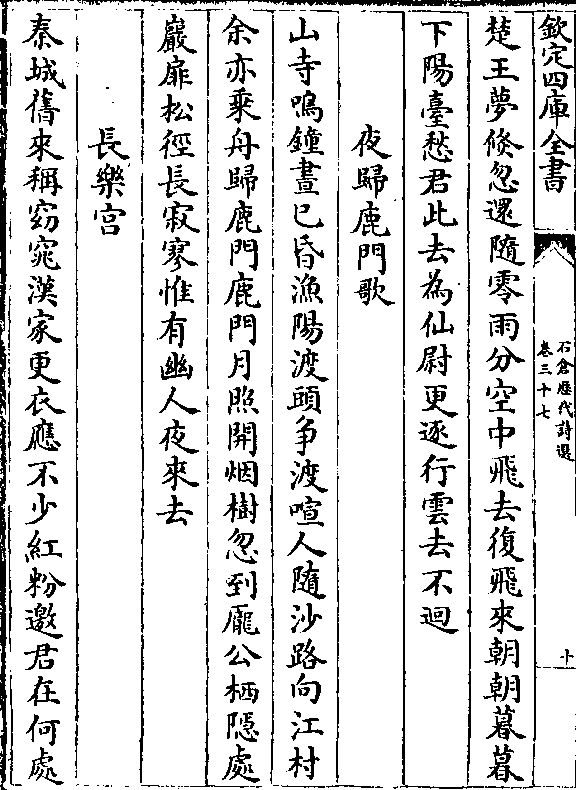 欽定四庫全書
石倉歷代詩選
卷三十七
十
楚王夢倐忽還隨零雨分空中飛去復飛來朝朝暮暮
下陽臺愁君此去為仙尉更逐行雲去不迴
夜歸鹿門歌
山寺鳴鐘晝已昏漁陽渡頭争渡喧人隨沙路向江村
余亦乘舟歸鹿門鹿門月照開烟樹忽到龎公栖隠處
巖扉松徑長寂寥惟有幽人夜來去
長樂宫
秦城舊來稱窈窕漢家更衣應不少紅粉邀君在何處